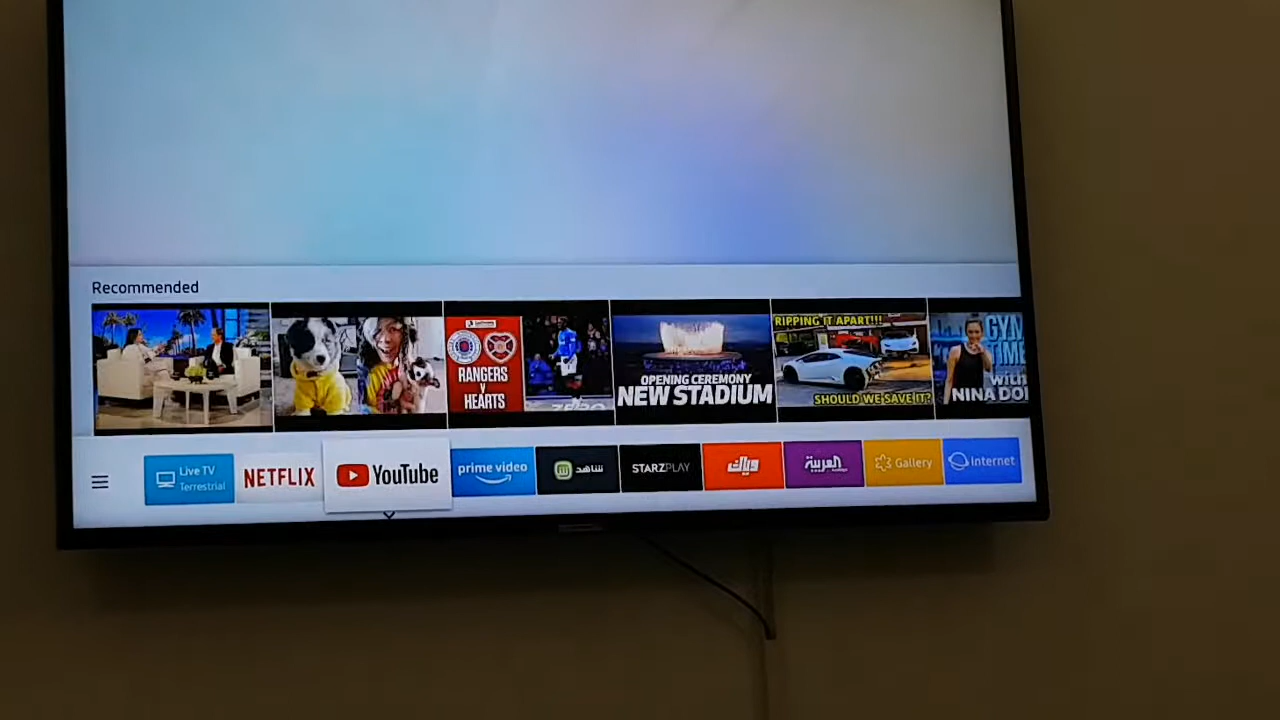 Recommended
RANGERS
V
HEARTS
OPENING CEREMONY
NEW STADIUM
RIPPING IT APART!!!
SHOULD WE SAVE IT?
GYM
TIME
WITH
NINA DO
Live TV
Terrestrial
NETFLIX
YouTube
prime video
شاهد
STARZPLAY
وياك
العربية
Gallery
Internet